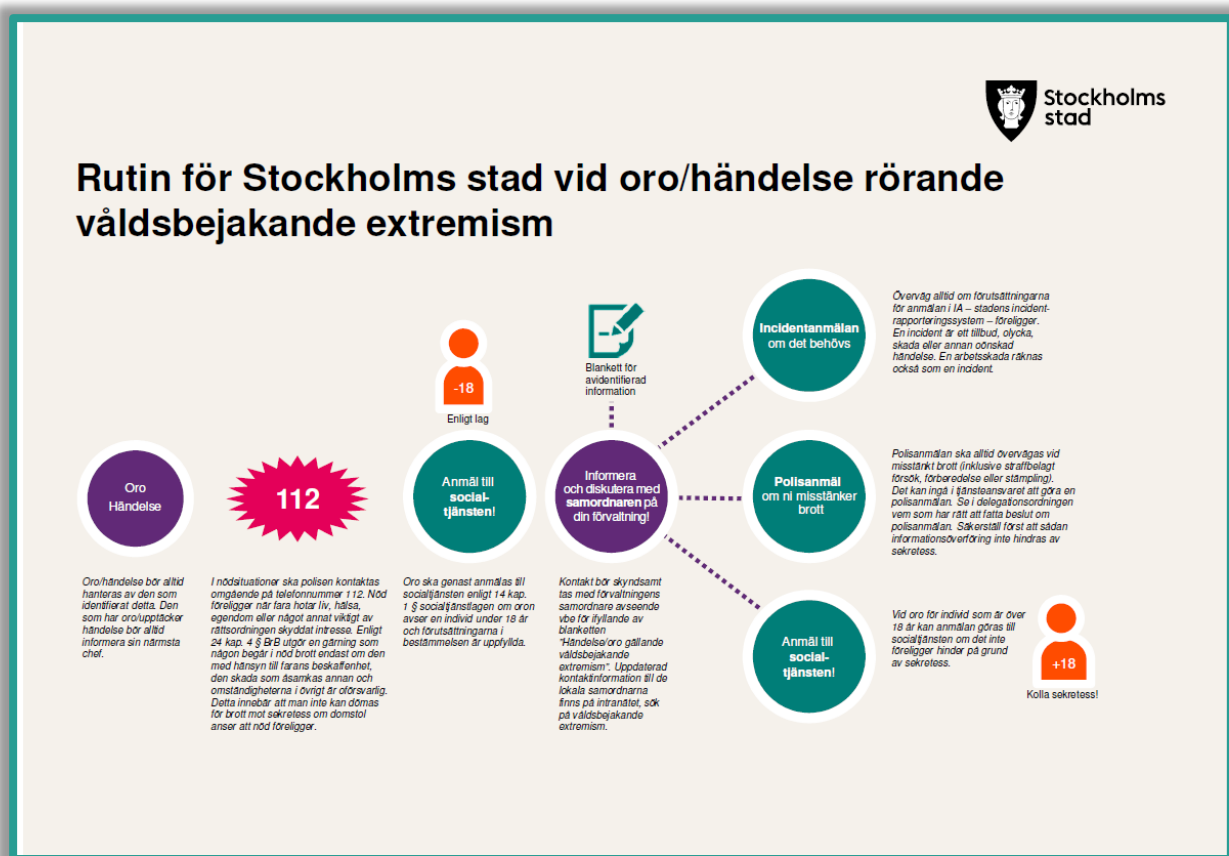 Stockholms
stad
Rutin för Stockholms stad vid oro/händelse rörande
våldsbejakande extremism
Oro
Händelse
Oro/händelse bör alltid
hanteras av den som
identifierat detta. Den
som har oro/upptäcker
händelse bör alltid
informera sin närmsta
chef.
112
I nödsituationer ska polisen kontaktas
omgående på telefonnummer 112. Nöd
föreligger när fara hotar liv, hälsa,
egendom eller något annat viktigt av
rättsordningen skyddat intresse. Enligt
24 kap. 4 § BrB utgör en gärning som
någon begår i nöd brott endast om den
med hänsyn till farans beskaffenhet,
den skada som åsamkas annan och
omständigheterna i övrigt är oförsvarlig.
Detta innebär att man inte kan dömas
för brott mot sekretess om domstol
anser att nöd föreligger.
-18
Enligt lag
Anmäl till
social-
tjänsten!
Oro ska genast anmälas till
socialtjänsten enligt 14 kap.
1 § socialtjänstlagen om oron
avser en individ under 18 år
och förutsättningarna i
bestämmelsen är uppfyllda.
Blankett för
avidentifierad
information
Informera
och diskutera med
samordnaren på
din förvaltning!
Kontakt bör skyndsamt
tas med förvaltningens
samordnare avseende
vbe för ifyllande av
blanketten
"Händelse/oro gällande
våldsbejakande
extremism". Uppdaterad
kontaktinformation till de
lokala samordnarna
finns på intranätet, sök
på våldsbejakande
extremism.
Incidentanmälan
om det behövs
Överväg alltid om förutsättningarna
för anmälan i IA – stadens incident-
rapporteringssystem – föreligger.
En incident är ett tillbud, olycka,
skada eller annan oönskad
händelse. En arbetsskada räknas
också som en incident.
Polisanmäl
om ni misstänker
brott
Polisanmälan ska alltid övervägas vid
misstänkt brott (inklusive straffbelagt
försök, förberedelse eller stämpling).
Det kan ingå i tjänsteansvaret att göra en
polisanmälan. Se i delegationsordningen
vem som har rätt att fatta beslut om
polisanmälan. Säkerställ först att sådan
informationsöverföring inte hindras av
sekretess.
Anmäl till
social-
tjänsten!
Vid oro för individ som är över
18 år kan anmälan göras till
socialtjänsten om det inte
föreligger hinder på grund
av sekretess.
+18
Kolla sekretess!